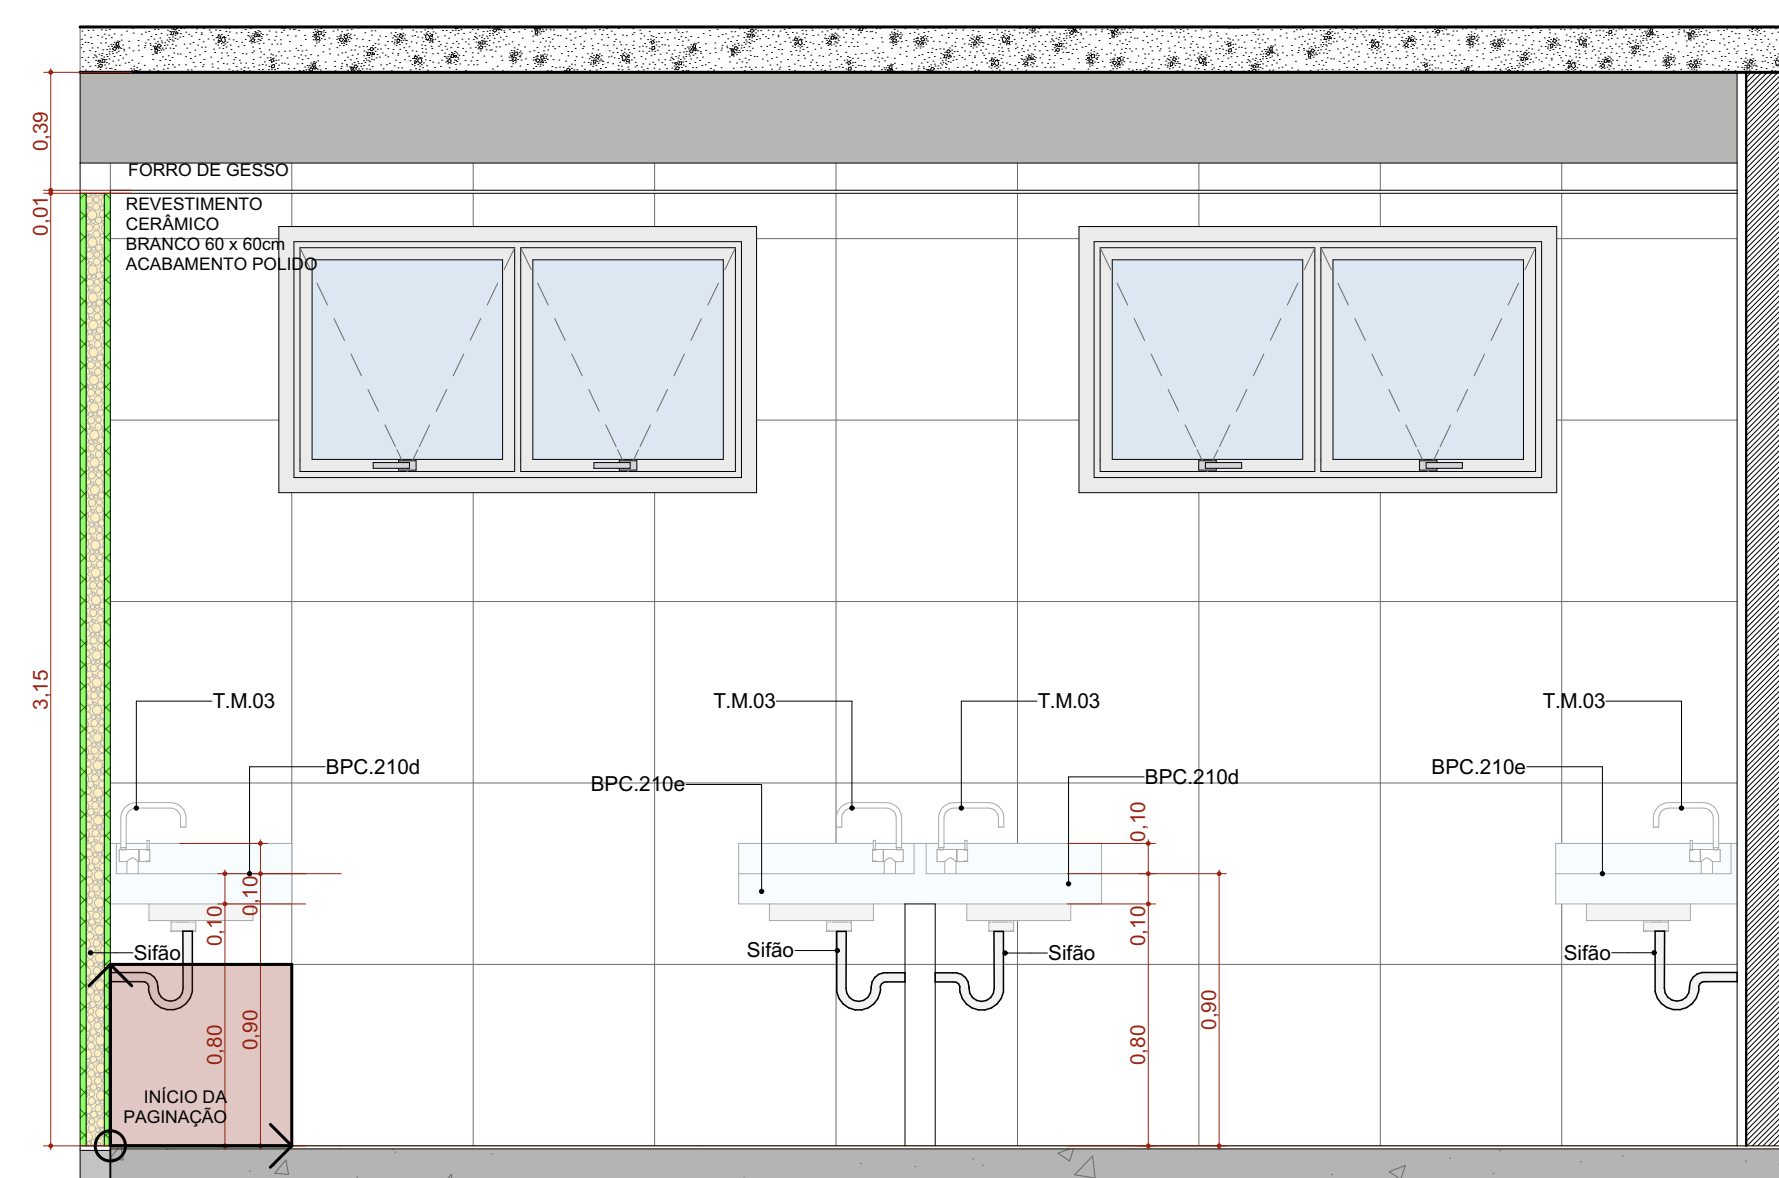 0,39
FORRO DE GESSO
0,01
REVESTIMENTO
CERÂMICO
BRANCO 60 x 60cm
ACABAMENTO POLIDO
3,15
T.M.03
T.M.03
T.M.03
T.M.03
BPC.210d
BPC.210e
BPC.210d
BPC.210e
0,10
0,10
0,10
0,10
Sifão
Sifão
Sifão
Sifão
0,80
0,90
0,80
0,90
INÍCIO DA
PAGINAÇÃO